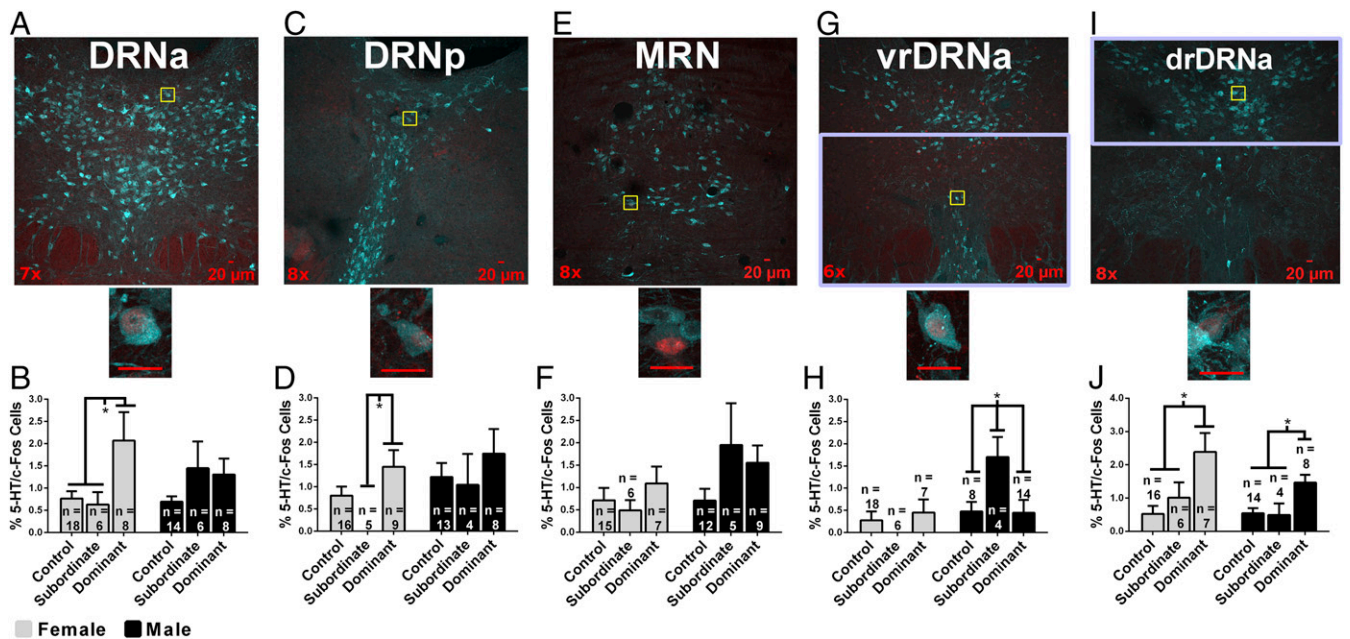 A
DRNa
7x
20 µm
C
DRNp
8x
20 µm
E
MRN
8x
20 µm
G
vrDRNa
6x
20 µm
I
drDRNa
8x
20 µm
B
% 5-HT/c-Fos Cells
3.0
2.5
2.0
1.5
1.0
0.5
0.0
*
n = 18
n = 6
n = 8
n = 14
n = 6
n = 8
Control
Subordinate
Dominant
Control
Subordinate
Dominant
D
% 5-HT/c-Fos Cells
3.0
2.5
2.0
1.5
1.0
0.5
0.0
*
n = 16
n = 5
n = 9
n = 13
n = 4
n = 8
Control
Subordinate
Dominant
Control
Subordinate
Dominant
F
% 5-HT/c-Fos Cells
3.0
2.5
2.0
1.5
1.0
0.5
0.0
n = 15
n = 6
n = 7
n = 12
n = 5
n = 9
Control
Subordinate
Dominant
Control
Subordinate
Dominant
H
% 5-HT/c-Fos Cells
3.0
2.5
2.0
1.5
1.0
0.5
0.0
*
n = 18
n = 6
n = 7
n = 8
n = 4
n = 14
Control
Subordinate
Dominant
Control
Subordinate
Dominant
J
% 5-HT/c-Fos Cells
4.0
3.0
2.0
1.0
0.0
*
*
n = 16
n = 6
n = 7
n = 14
n = 4
n = 8
Control
Subordinate
Dominant
Control
Subordinate
Dominant
Female
Male